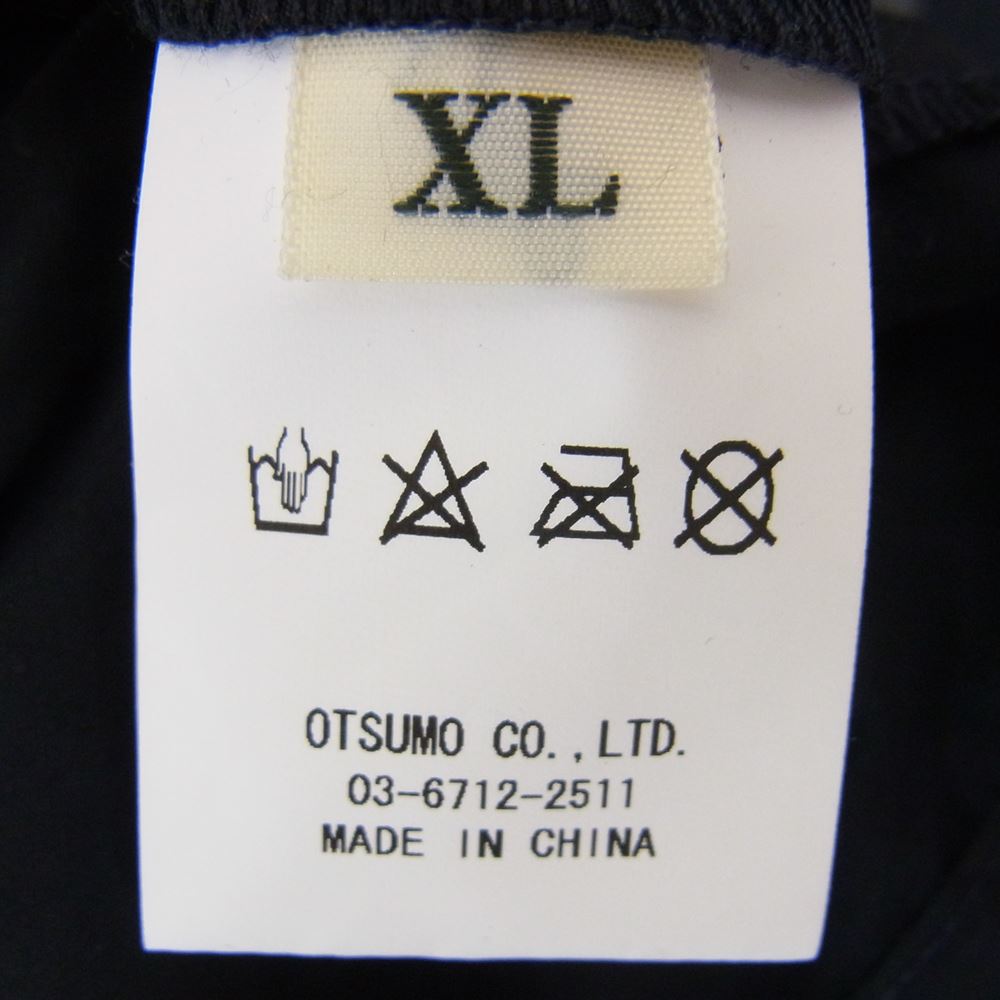 XL
OTSUMO CO.,LTD.
03-6712-2511
MADE IN CHINA